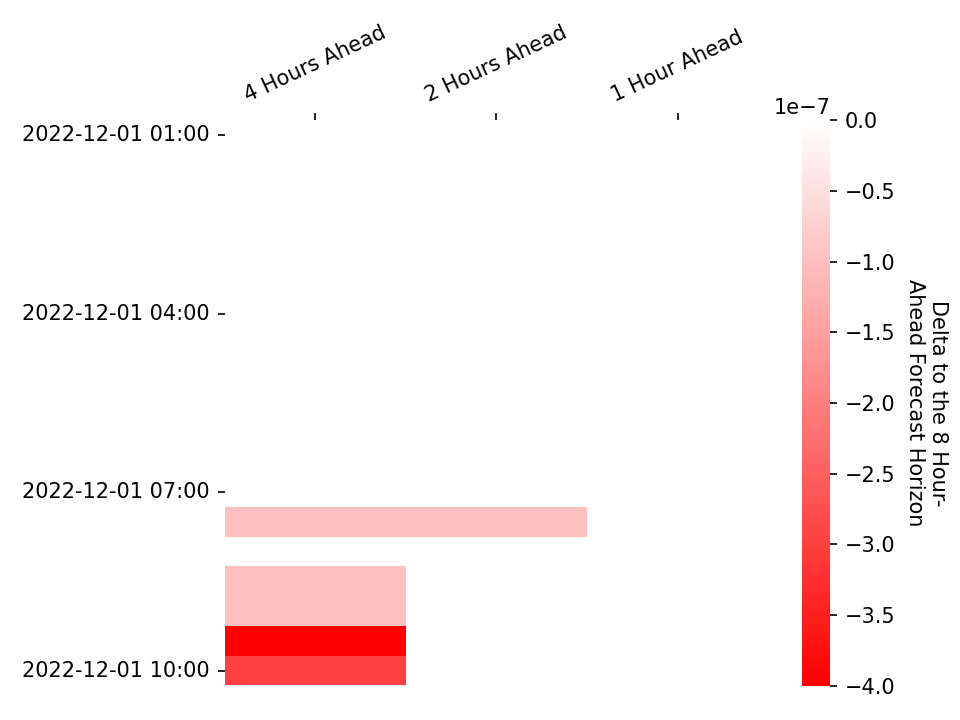 4 Hours Ahead
2 Hours Ahead
1 Hour Ahead
1e−7
2022-12-01 01:00
2022-12-01 04:00
2022-12-01 07:00
2022-12-01 10:00
0.0
−0.5
−1.0
−1.5
−2.0
−2.5
−3.0
−3.5
−4.0
Delta to the 8 Hour-
Ahead Forecast Horizon